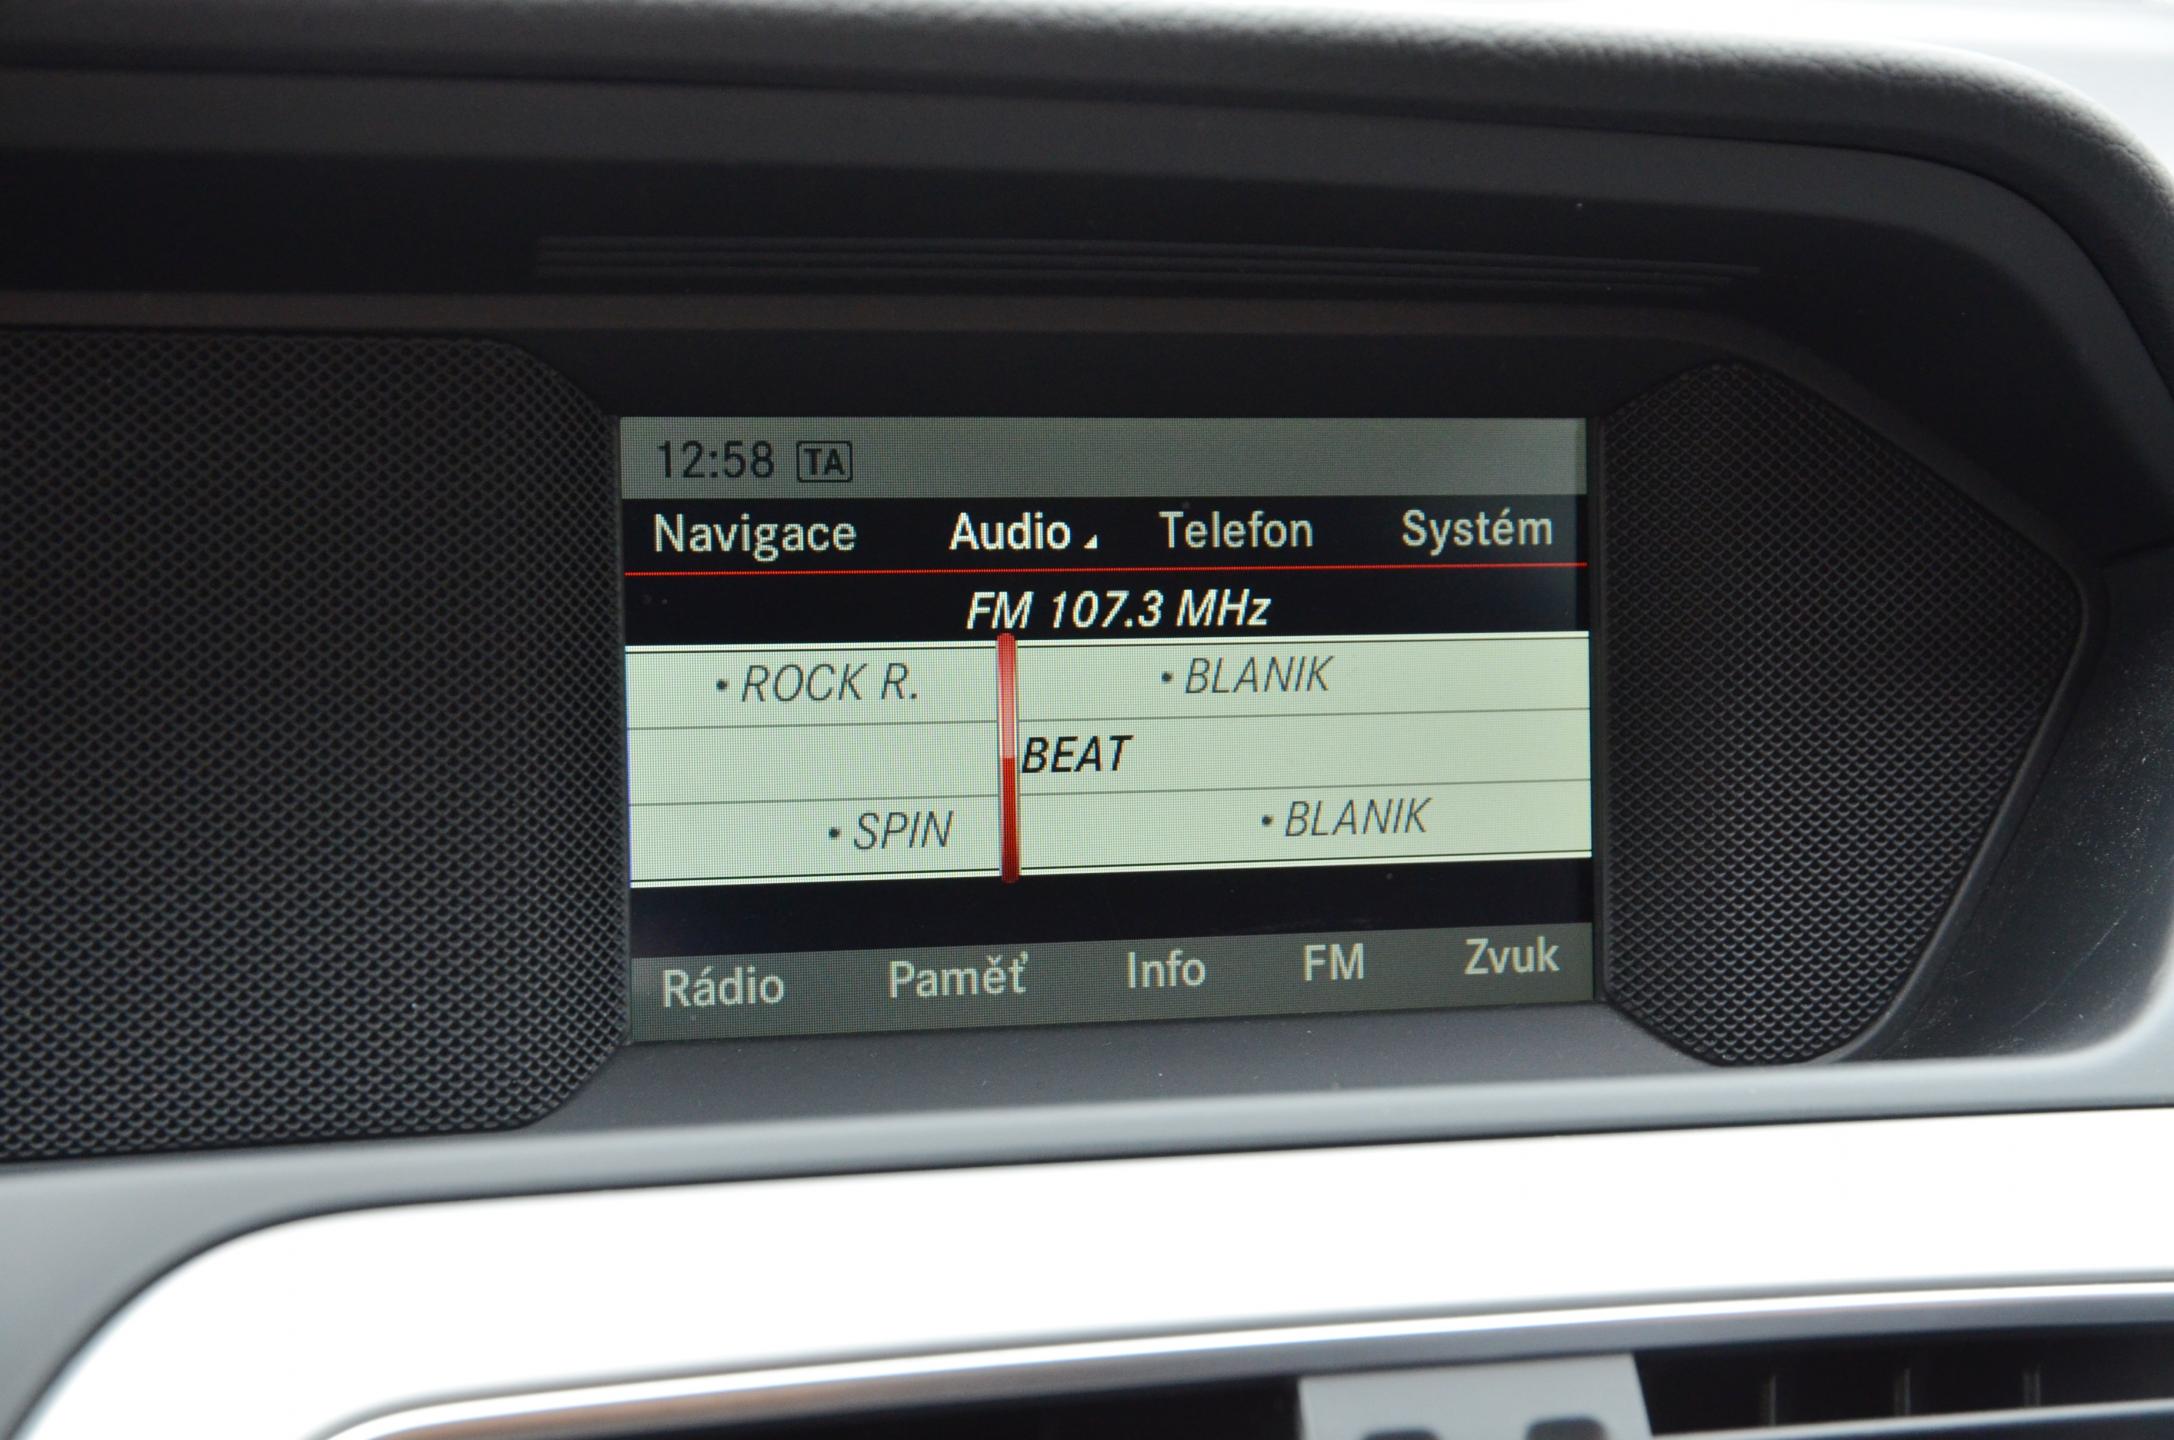 12:58 TA
Navigace Audio Telefon Systém
FM 107.3 MHz
• ROCK R. • BLANIK
BEAT
• SPIN • BLANIK
Rádio Paměť Info FM Zvuk